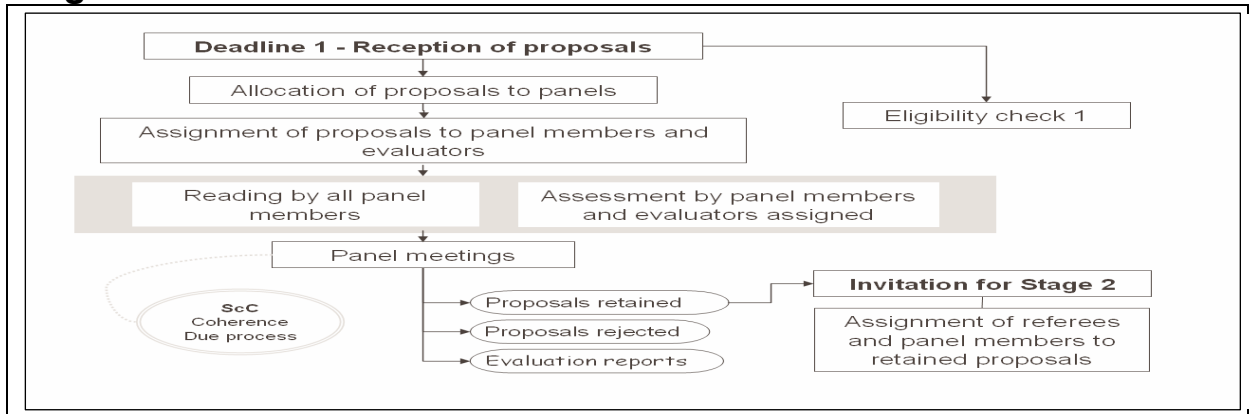 Deadline 1 - Reception of proposals
Allocation of proposals to panels
Eligibility check 1
Assignment of proposals to panel members and
evaluators
Reading by all panel
members
Assessment by panel members
and evaluators assigned
Panel meetings
ScC
Coherence
Due process
Proposals retained
Proposals rejected
Evaluation reports
Invitation for Stage 2
Assignment of referees
and panel members to
retained proposals